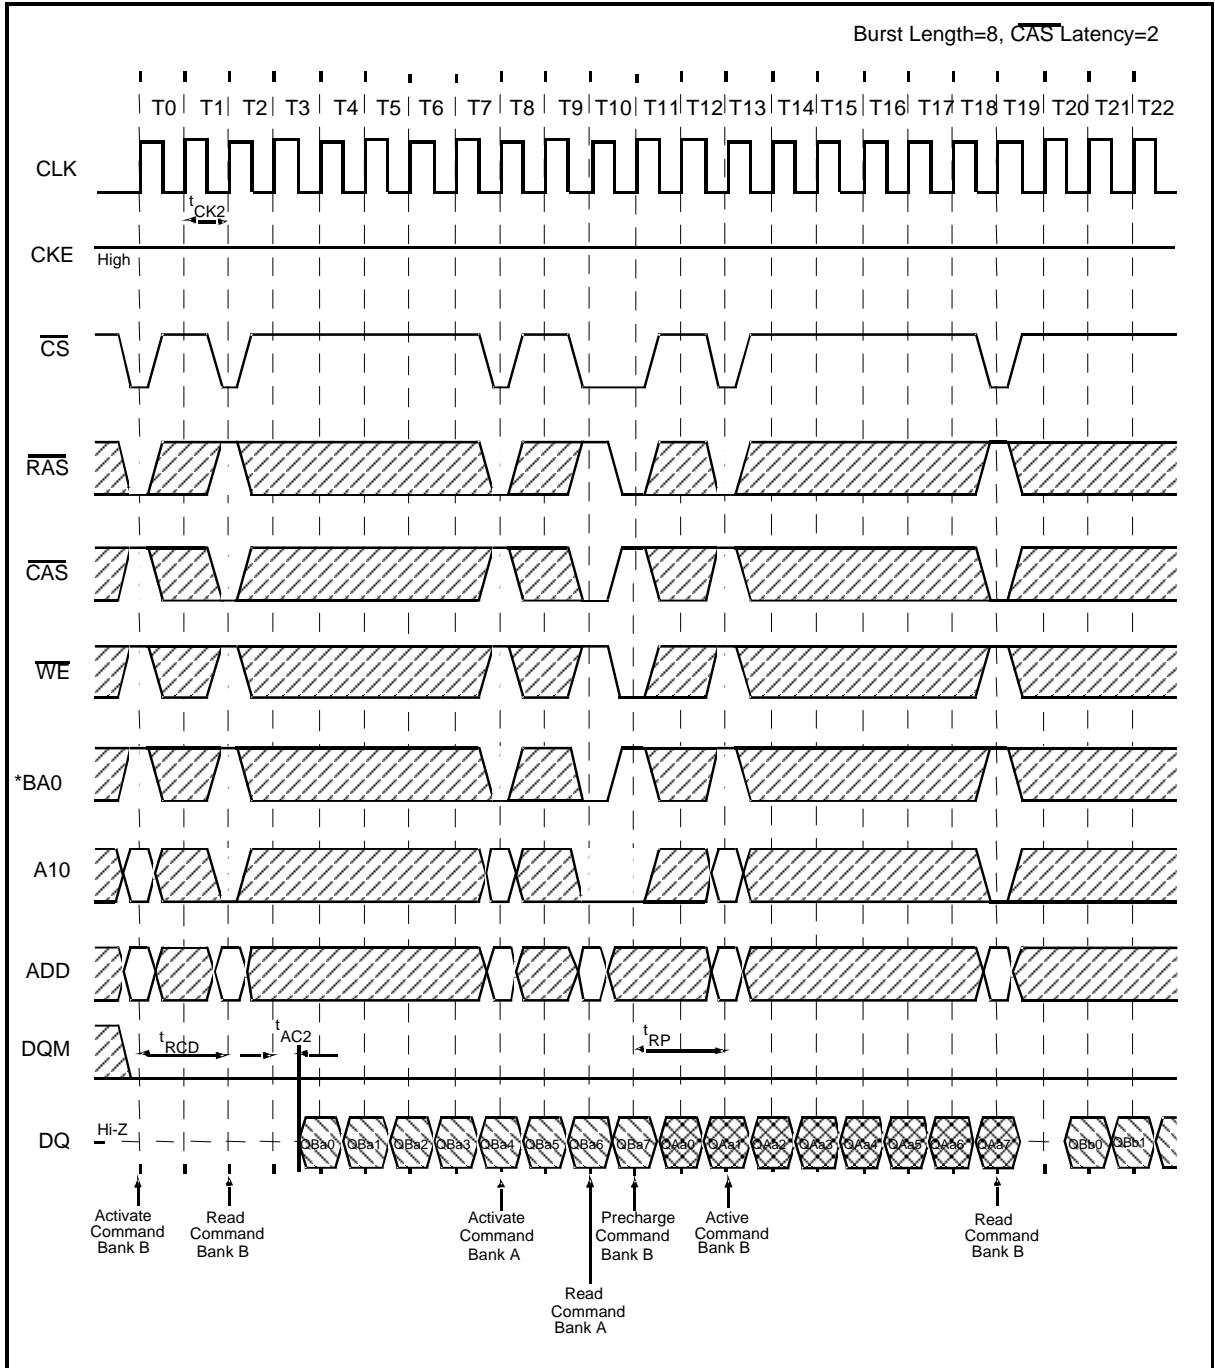 Burst Length=8, CAS Latency=2
T0 T1 T2 T3 T4 T5 T6 T7 T8 T9 T10 T11 T12 T13 T14 T15 T16 T17 T18 T19 T20 T21 T22
CLK
tCK2
CKE
High
CS
RAS
CAS
WE
*BA0
A10
ADD
DQM
tRCD
tAC2
tRP
DQ
Hi-Z
QBa0 QBa1 QBa2 QBa3 QBa4 QBa5 QBa6 QBa7 QAa0 QAa1 QAa2 QAa3 QAa4 QAa5 QAa6 QAa7 QBb0 QBb1
Activate
Command
Bank B
Read
Command
Bank B
Activate
Command
Bank A
Read
Command
Bank A
Precharge
Command
Bank B
Active
Command
Bank B
Read
Command
Bank B